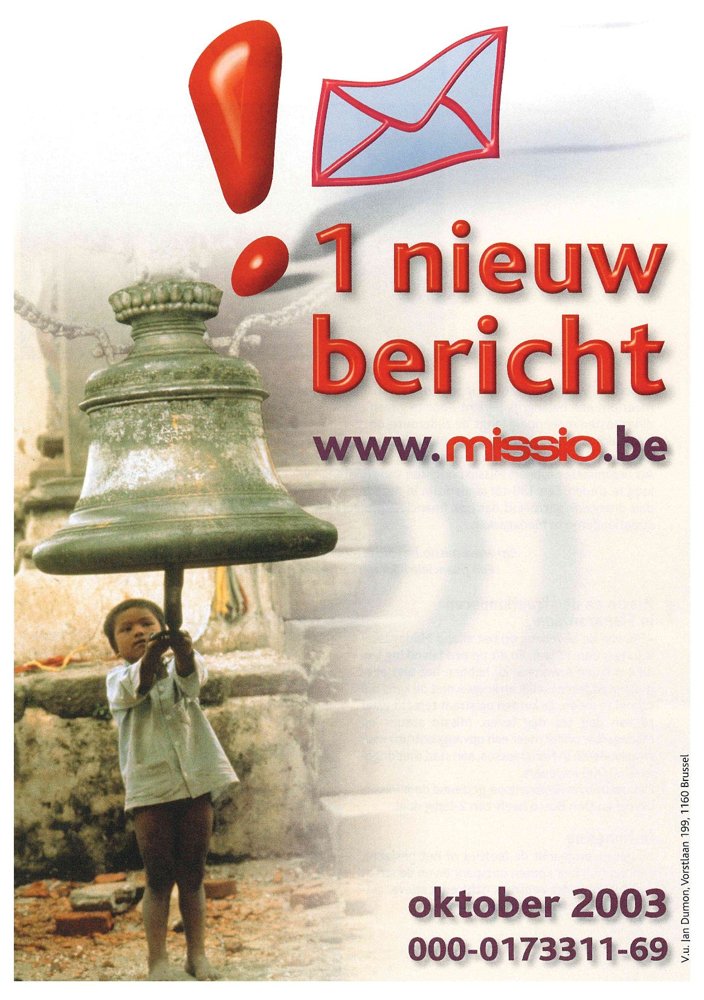 1 nieuw
bericht
www.missio.be
oktober 2003
000-0173311-69
V.u. Jan Dumon, Vorstlaan 199, 1160 Brussel